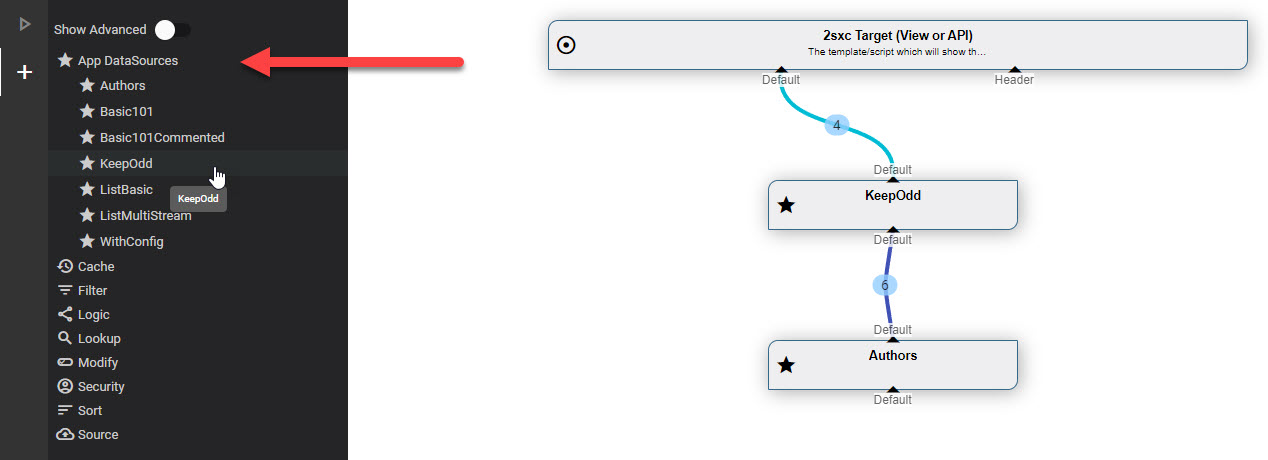 Show Advanced
App DataSources
Authors
Basic101
Basic101Commented
KeepOdd
ListBasic
KeepOdd
ListMultiStream
WithConfig
Cache
Filter
Logic
Lookup
Modify
Security
Sort
Source
2sxc Target (View or API)
The template/script which will show th...
Default
Header
4
Default
KeepOdd
Default
6
Default
Authors
Default